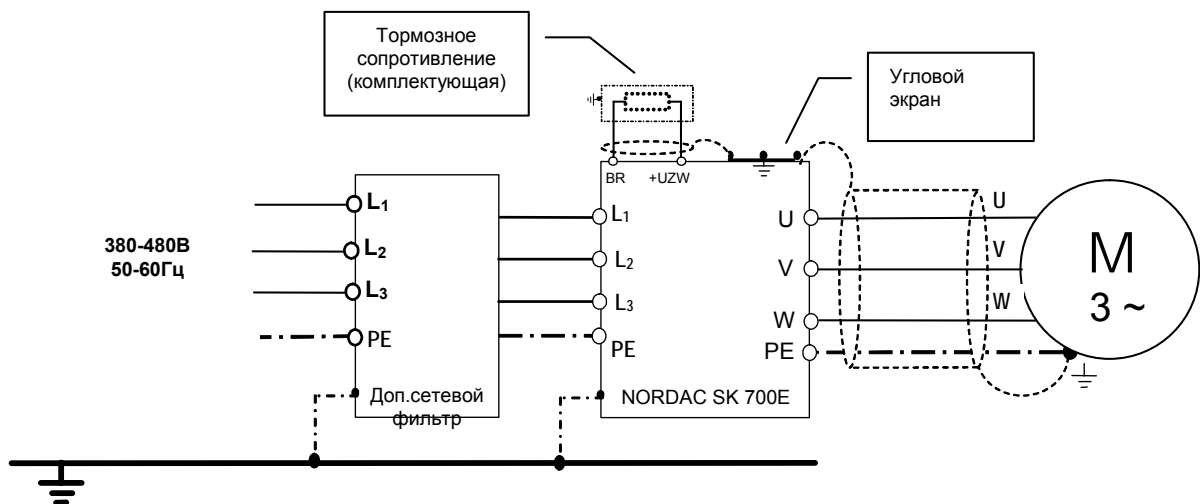 Тормозное
сопротивление
(комплектующая)
Угловой
экран
BR +UZW
380-480В
50-60Гц
L1
L2
L3
PE
Доп.сетевой
фильтр
L1
L2
L3
PE
NORDAC SK 700E
U
V
W
PE
U
V
W
M
3 ~